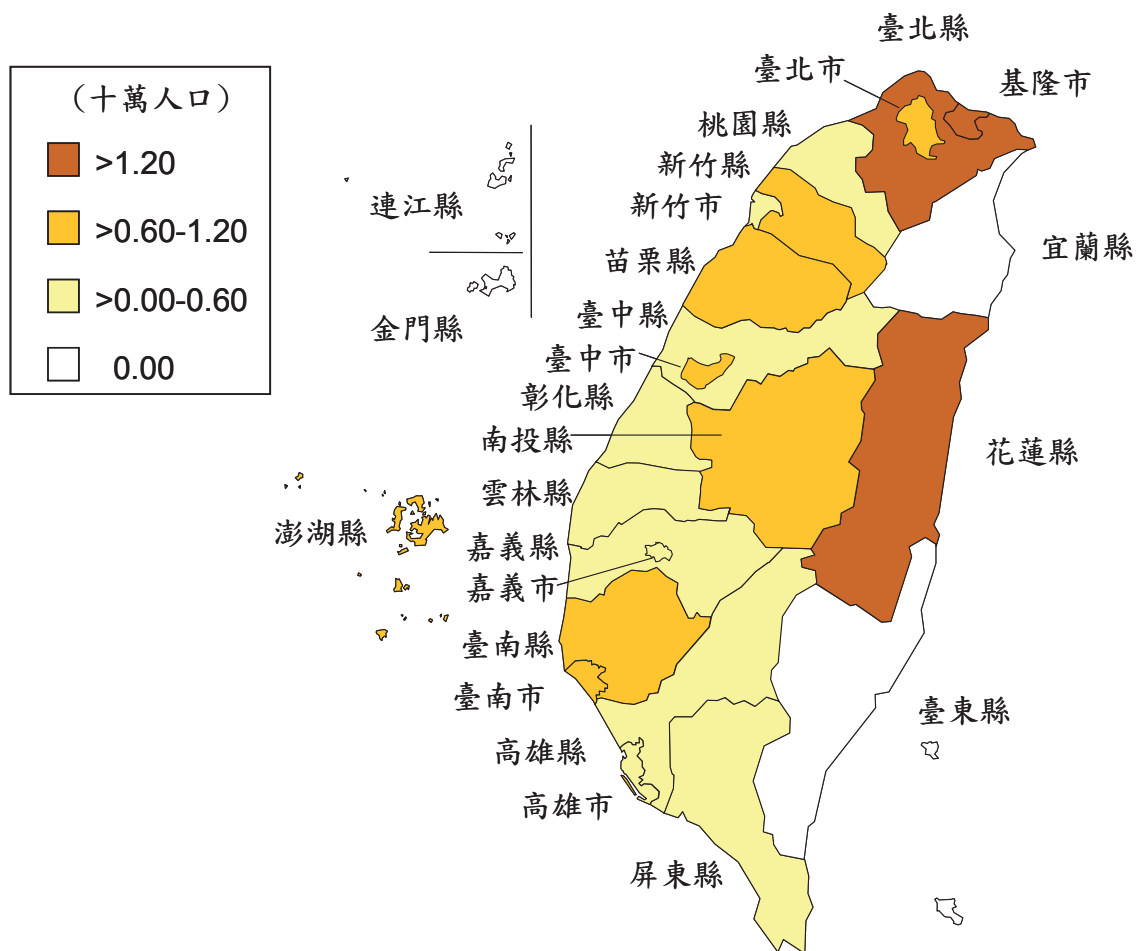 （十萬人口）
>1.20
>0.60-1.20
>0.00-0.60
0.00
臺北縣
臺北市
基隆市
桃園縣
新竹縣
新竹市
連江縣
宜蘭縣
苗栗縣
臺中縣
金門縣
臺中市
彰化縣
南投縣
花蓮縣
雲林縣
澎湖縣
嘉義縣
嘉義市
臺南縣
臺南市
臺東縣
高雄縣
高雄市
屏東縣